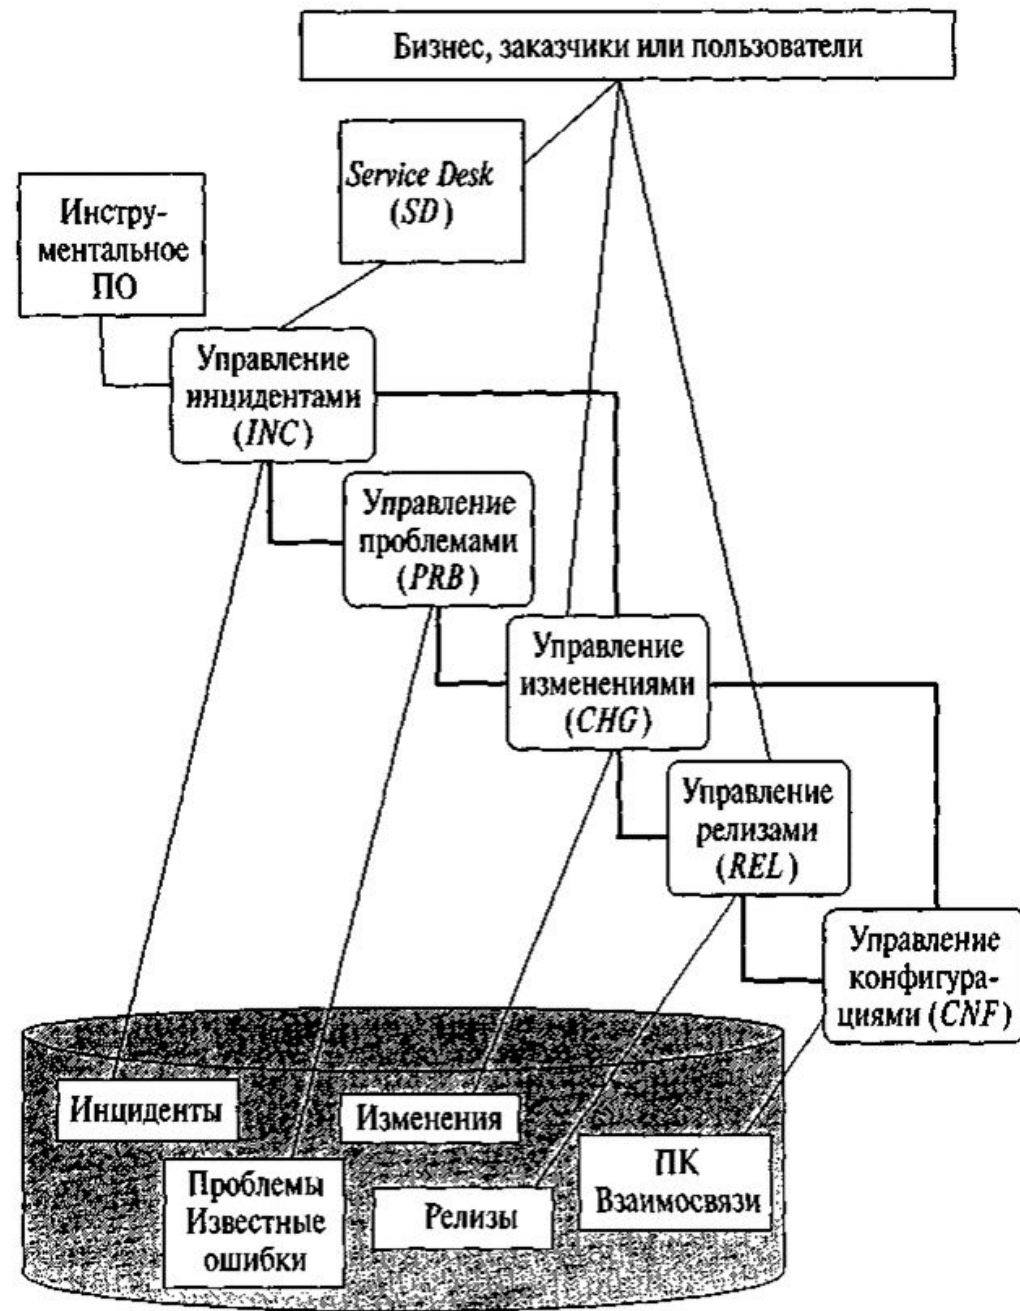 Бизнес, заказчики или пользователи
Service Desk
(SD)
Инстру-
ментальное
ПО
Управление
инцидентами
(INC)
Управление
проблемами
(PRB)
Управление
изменениями
(CHG)
Управление
релизами
(REL)
Управление
конфигура-
циями (CNF)
Инциденты
Изменения
Проблемы
Известные
ошибки
Релизы
ПК
Взаимосвязи